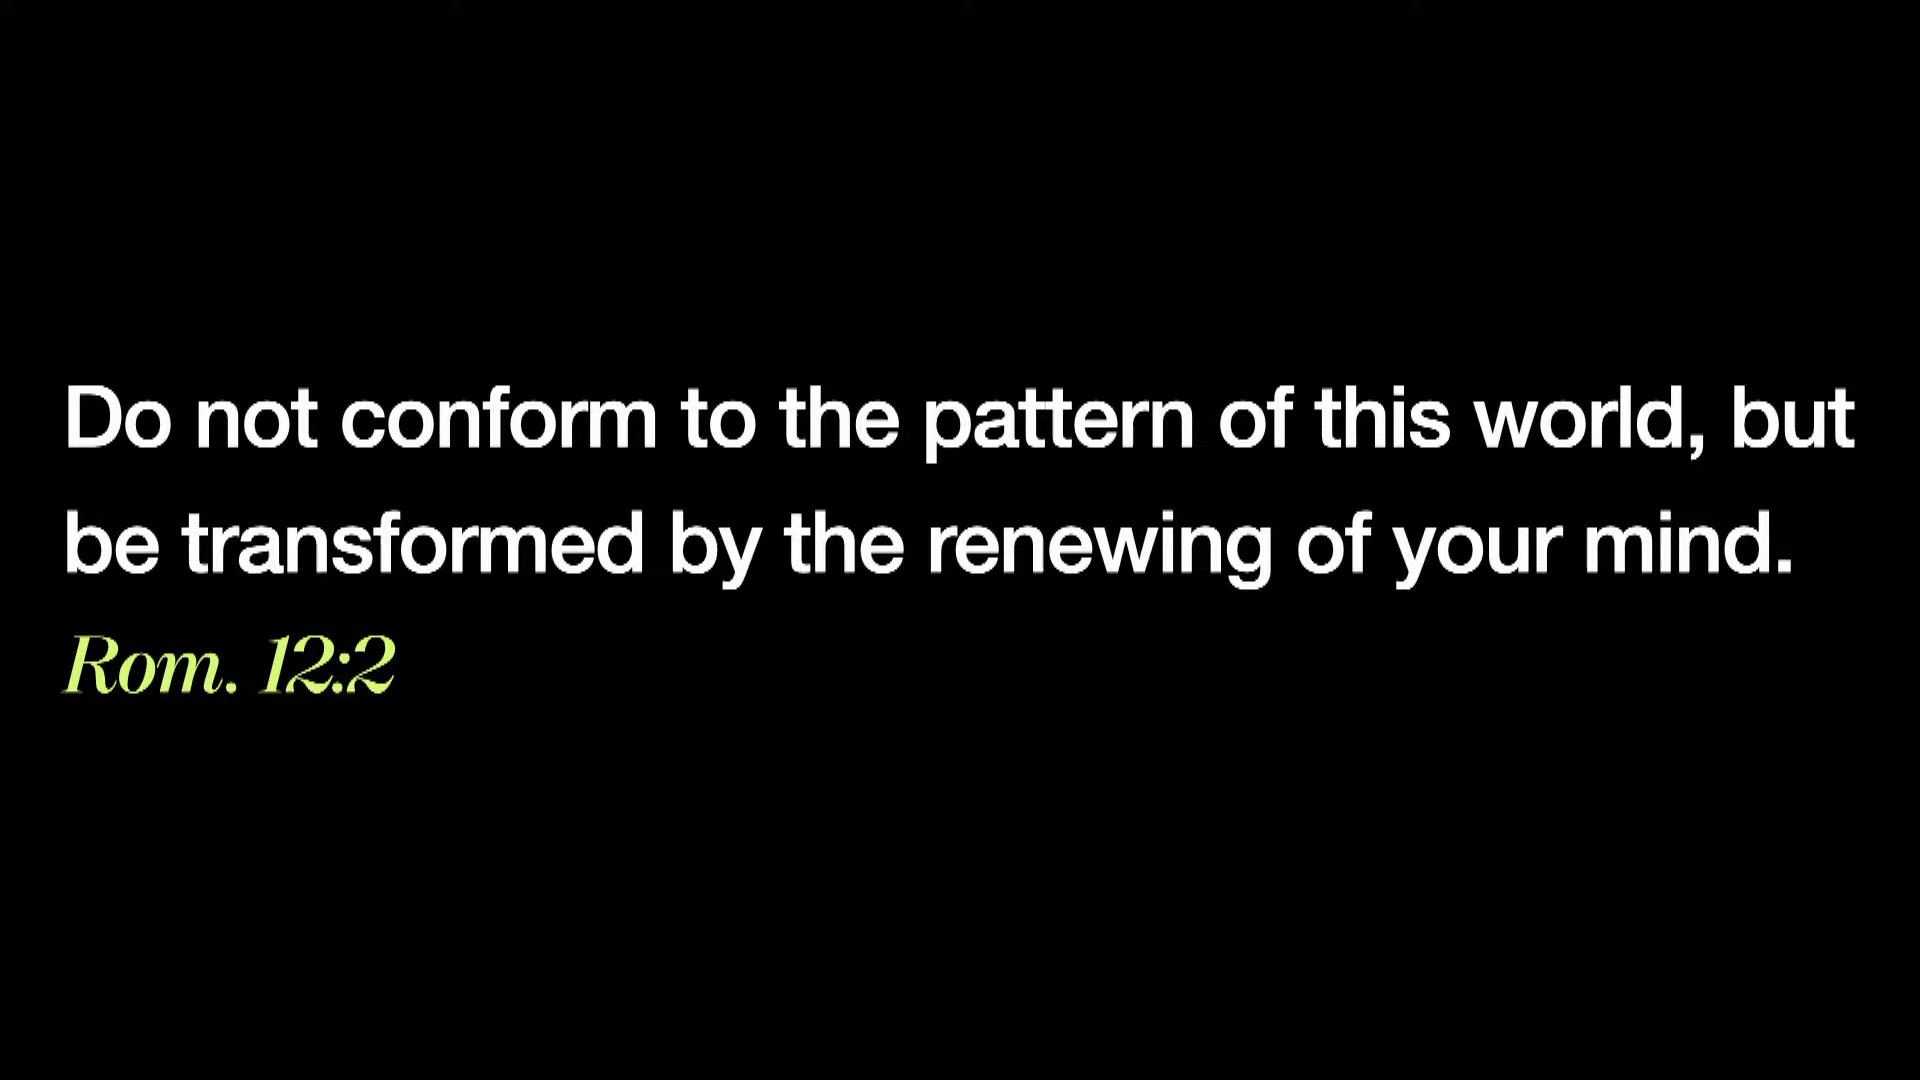 Do not conform to the pattern of this world, but
be transformed by the renewing of your mind.
Rom. 12:2